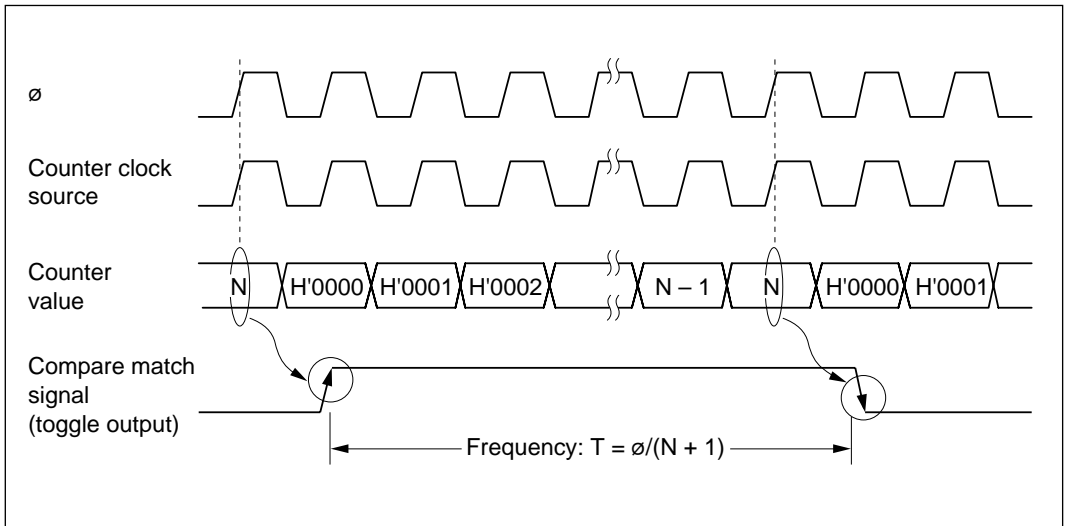 ø
Counter clock
source
Counter
value
N H'0000 H'0001 H'0002 N – 1 N H'0000 H'0001
Compare match
signal
(toggle output)
Frequency: T = ø/(N + 1)